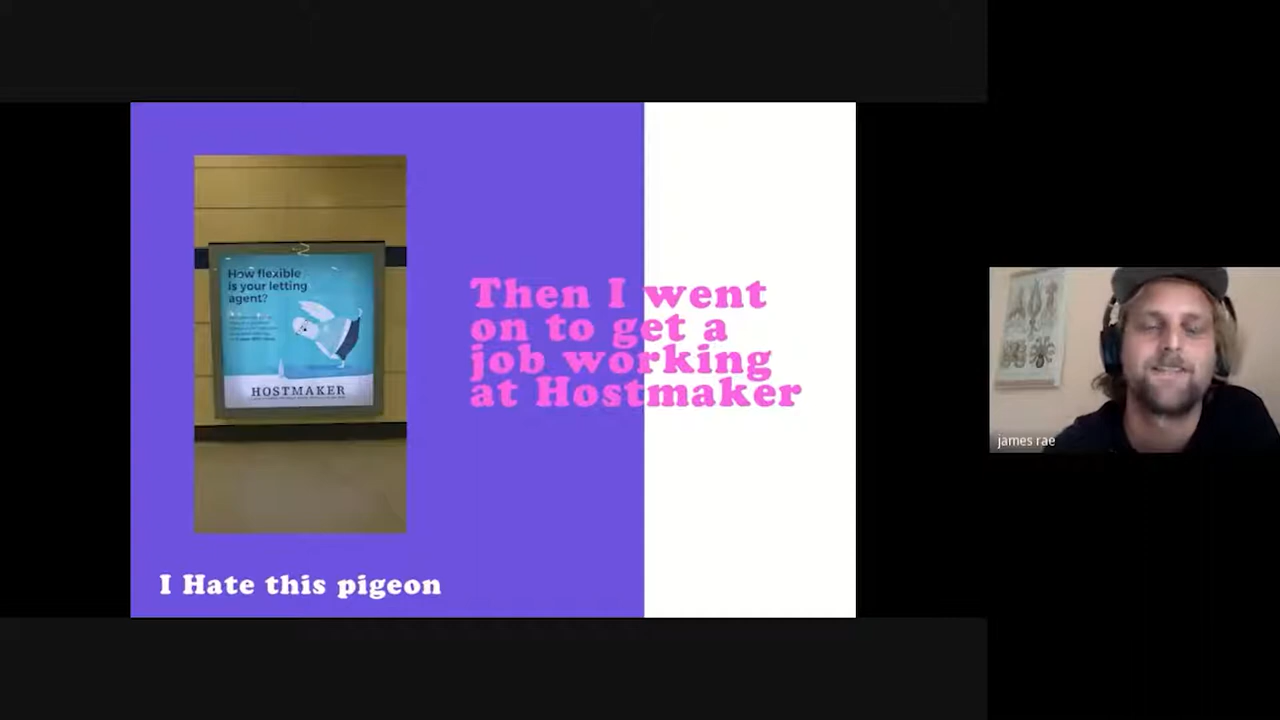 How flexible
is your letting
agent?
HOSTMAKER
Then I went
on to get a
job working
at Hostmaker
I Hate this pigeon
james rae